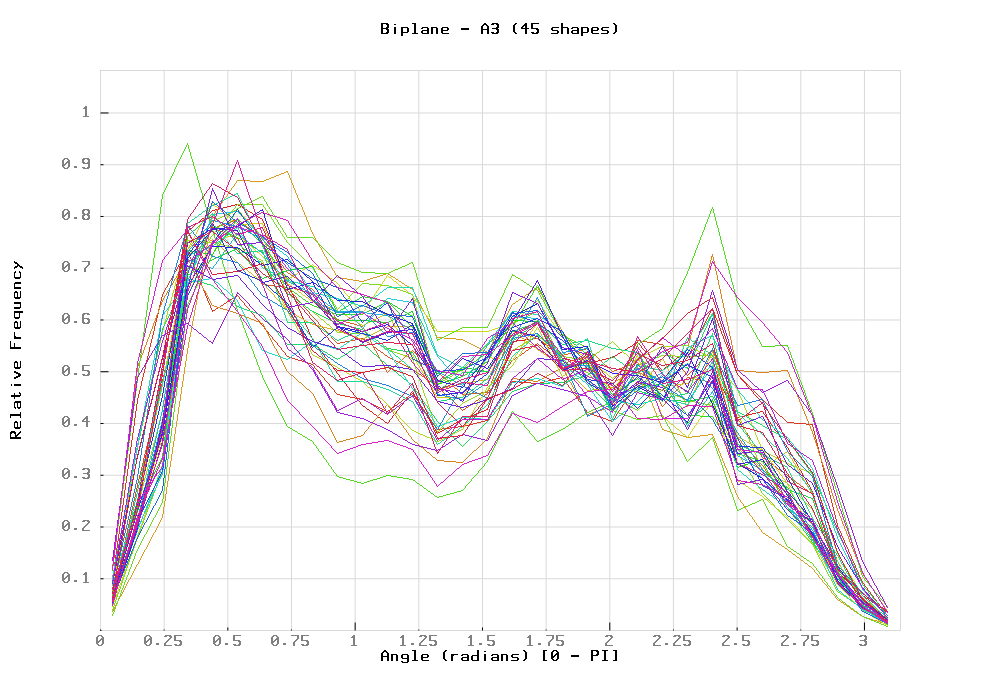 Biplane - A3 (45 shapes)
Relative Frequency
1
0.9
0.8
0.7
0.6
0.5
0.4
0.3
0.2
0.1
0 0.25 0.5 0.75 1 1.25 1.5 1.75 2 2.25 2.5 2.75 3
Angle (radians) [0 - PI]